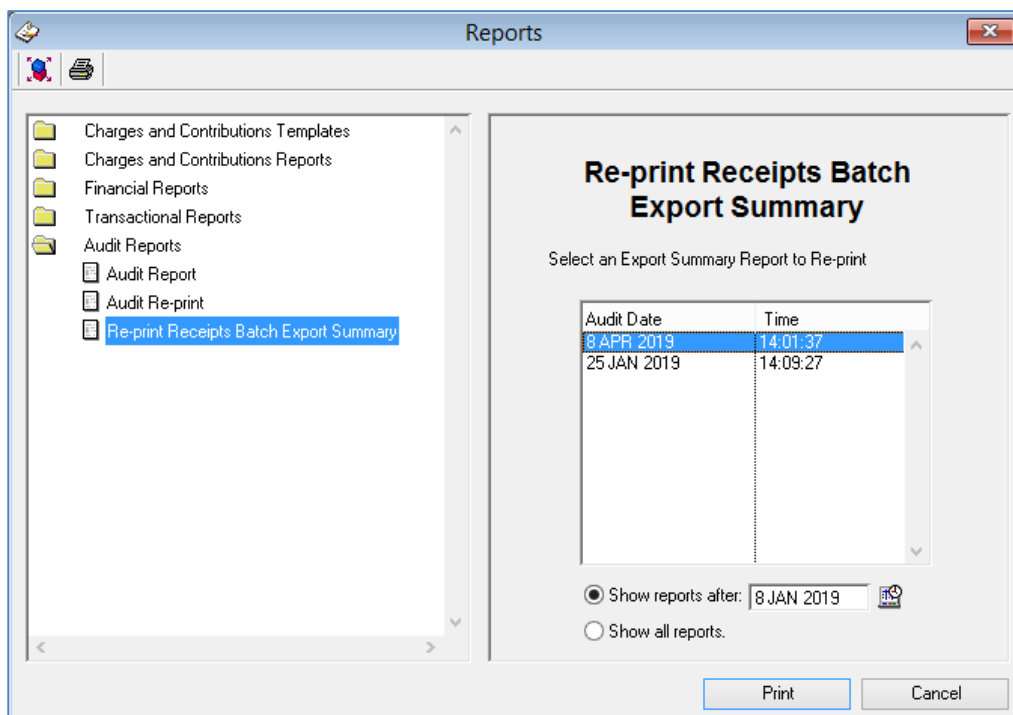 Reports
Charges and Contributions Templates
Charges and Contributions Reports
Financial Reports
Transactional Reports
Audit Reports
Audit Report
Audit Re-print
Re-print Receipts Batch Export Summary
Re-print Receipts Batch
Export Summary
Select an Export Summary Report to Re-print
Audit Date Time
8 APR 2019 14:01:37
25 JAN 2019 14:09:27
Show reports after: 8 JAN 2019
Show all reports.
Print Cancel